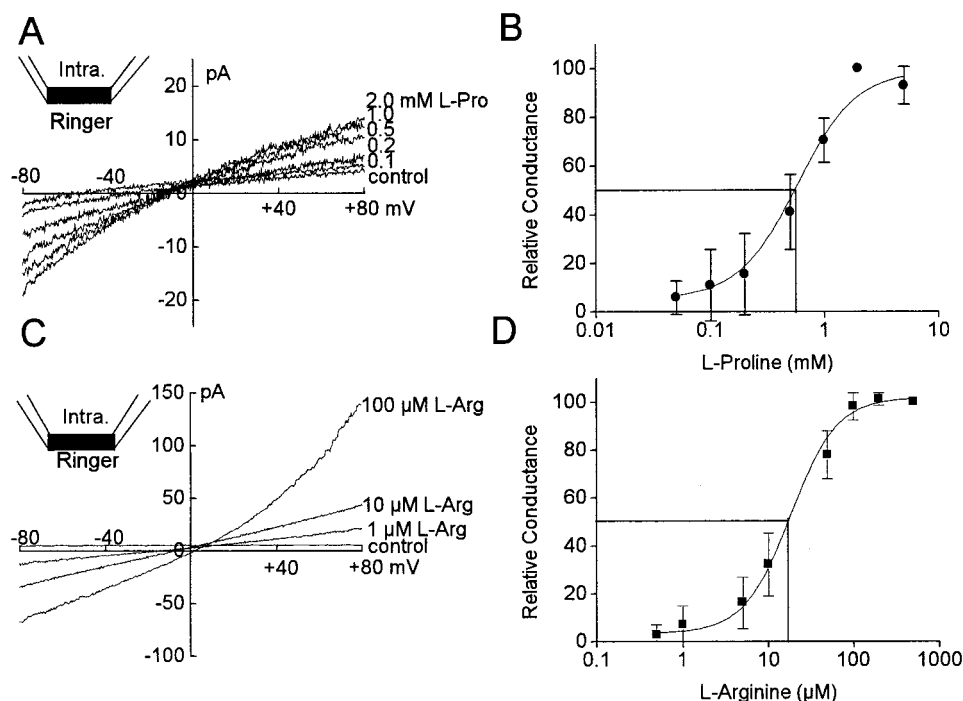 A
Intra.
Ringer
pA
20
10
0
-10
-20
-80
-40
+40
+80 mV
2.0 mM L-Pro
1.0
0.5
0.2
0.1
control
B
Relative Conductance
100
80
60
40
20
0
0.01
0.1
1
10
L-Proline (mM)
C
Intra.
Ringer
pA
150
100
50
0
-50
-100
-80
-40
+40
+80 mV
100 µM L-Arg
10 µM L-Arg
1 µM L-Arg
control
D
Relative Conductance
100
80
60
40
20
0
0.1
1
10
100
1000
L-Arginine (µM)